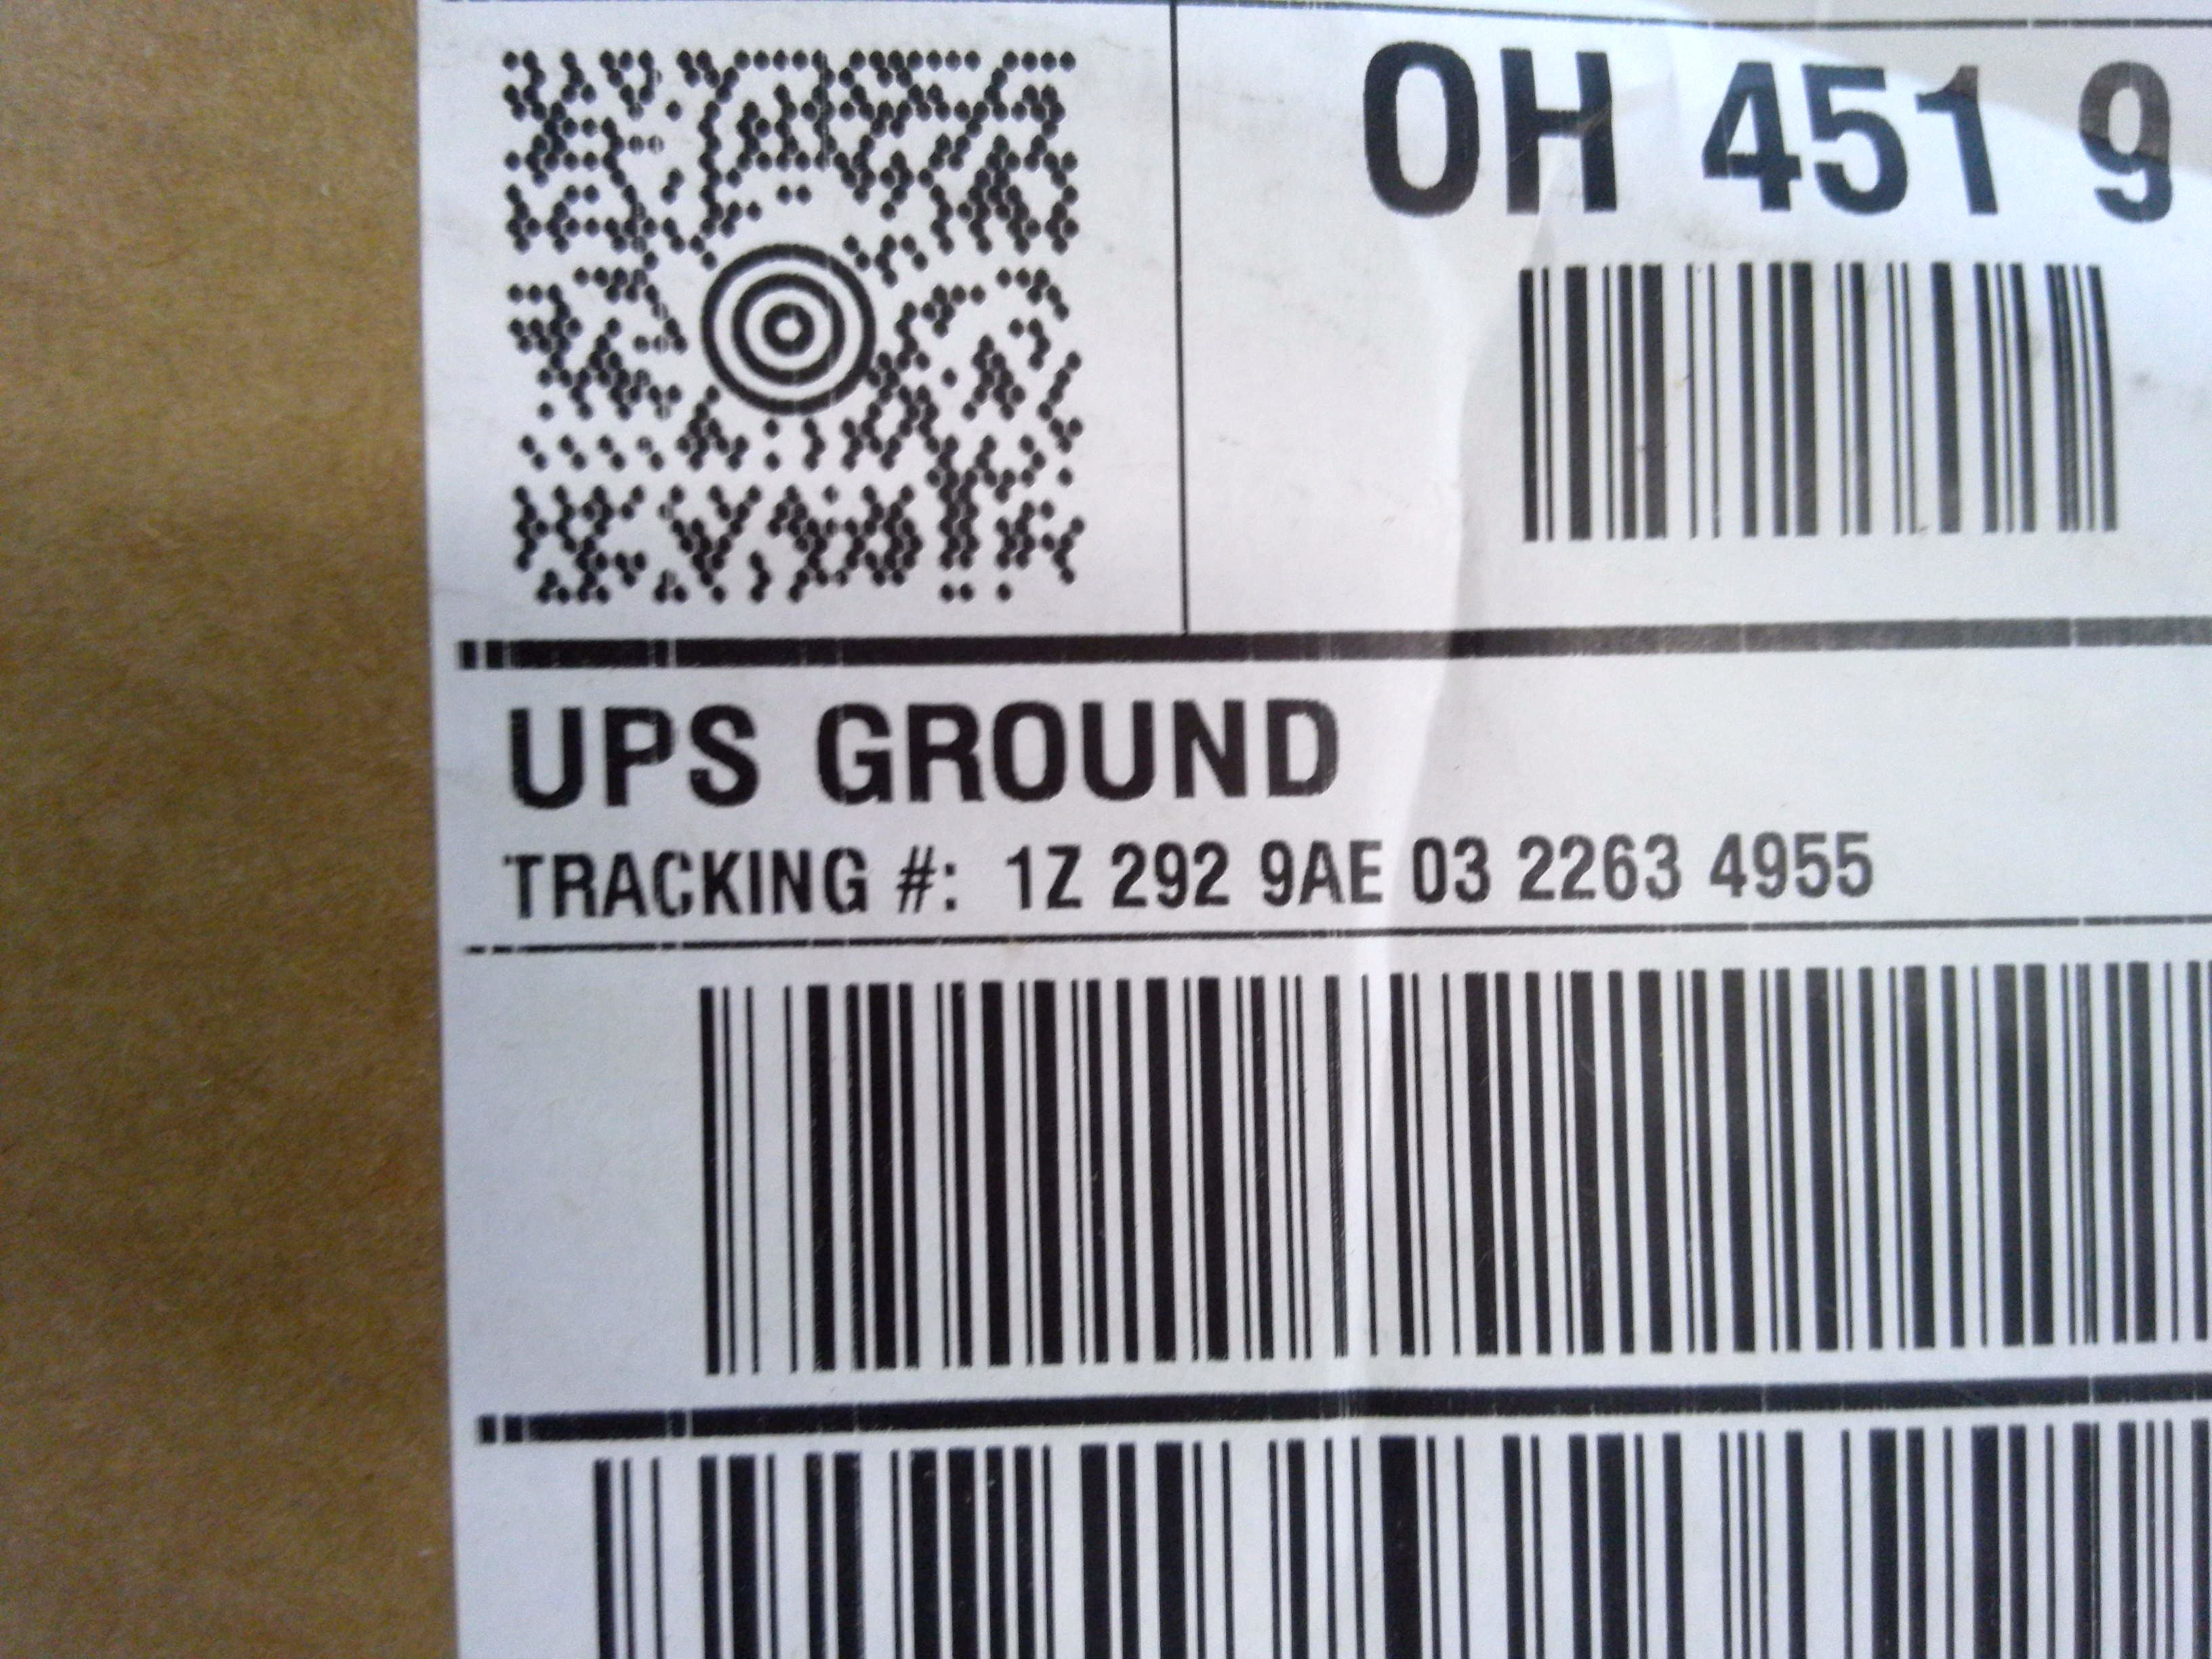 OH 451 9
UPS GROUND
TRACKING #: 1Z 292 9AE 03 2263 4955